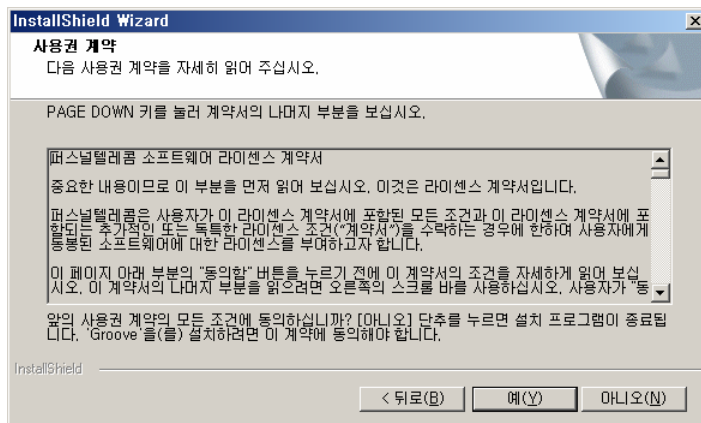 InstallShield Wizard
사용권 계약
다음 사용권 계약을 자세히 읽어 주십시오.
PAGE DOWN 키를 눌러 계약서의 나머지 부분을 보십시오.
퍼스널텔레콤 소프트웨어 라이센스 계약서
중요한 내용이므로 이 부분을 먼저 읽어 보십시오. 이것은 라이센스 계약서입니다.
퍼스널텔레콤은 사용자가 이 라이센스 계약서에 포함된 모든 조건과 이 라이센스 계약서에 포
함되는 추가적인 또는 독특한 라이센스 조건("계약서")을 수락하는 경우에 한하여 사용자에게
동봉된 소프트웨어에 대한 라이센스를 부여하고자 합니다.
이 페이지 아래 부분의 "동의함" 버튼을 누르기 전에 이 계약서의 조건을 자세하게 읽어 보십
시오. 이 계약서의 나머지 부분을 읽으려면 오른쪽의 스크롤 바를 사용하십시오. 사용자가 "동
앞의 사용권 계약의 모든 조건에 동의하십니까? [아니오] 단추를 누르면 설치 프로그램이 종료됩
니다. 'Groove'을(를) 설치하려면 이 계약에 동의해야 합니다.
InstallShield
< 뒤로(B) 예(Y) 아니오(N)